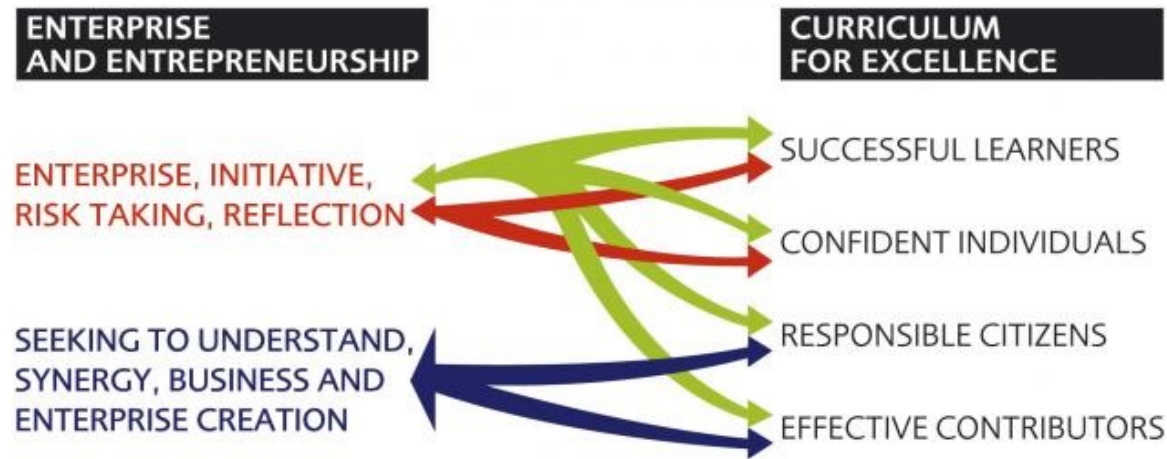 ENTERPRISE
AND ENTREPRENEURSHIP
CURRICULUM
FOR EXCELLENCE
ENTERPRISE, INITIATIVE,
RISK TAKING, REFLECTION
SEEKING TO UNDERSTAND,
SYNERGY, BUSINESS AND
ENTERPRISE CREATION
SUCCESSFUL LEARNERS
CONFIDENT INDIVIDUALS
RESPONSIBLE CITIZENS
EFFECTIVE CONTRIBUTORS